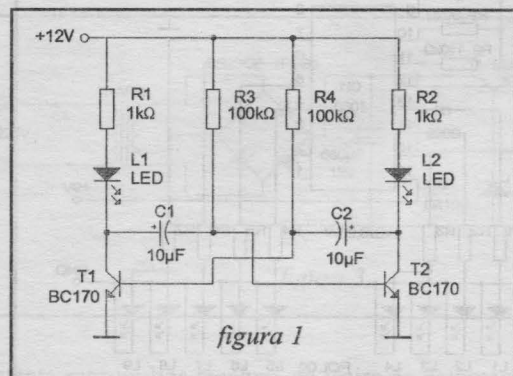 +12V
R1
1kΩ
R3
100kΩ
R4
100kΩ
R2
1kΩ
L1
LED
L2
LED
C1
+
10µF
C2
+
10µF
T1
BC170
T2
BC170
figura 1